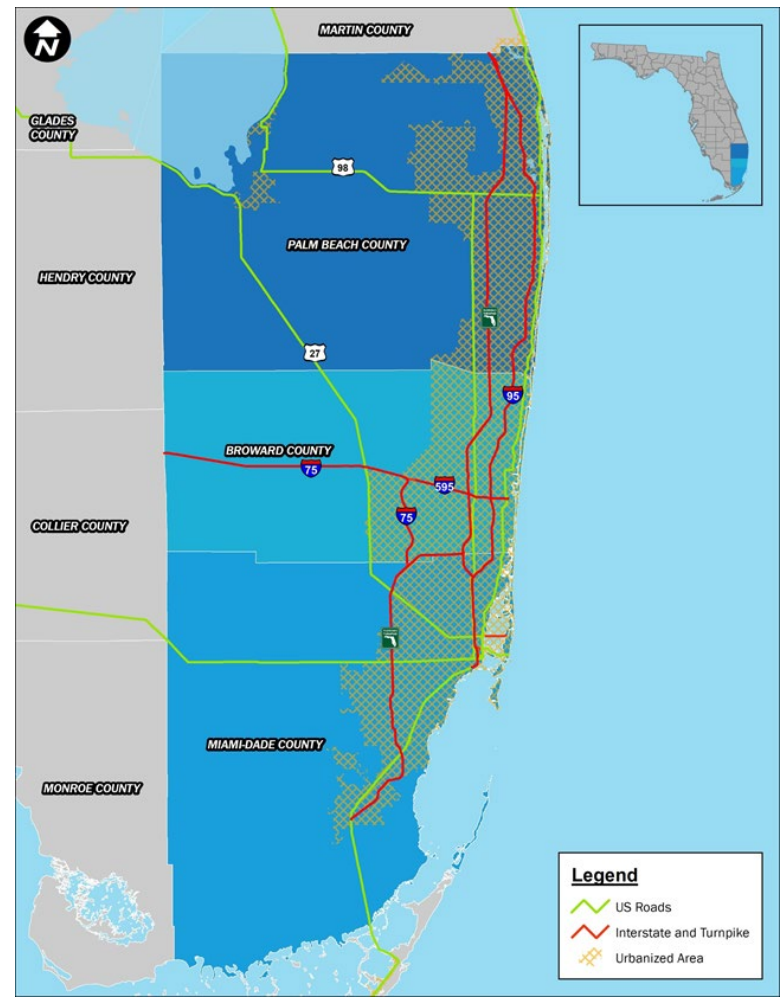 N
MARTIN COUNTY
GLADES
COUNTY
98
PALM BEACH COUNTY
HENDRY COUNTY
27
95
BROWARD COUNTY
75
595
75
COLLIER COUNTY
MIAMI-DADE COUNTY
MONROE COUNTY
Legend
US Roads
Interstate and Turnpike
Urbanized Area